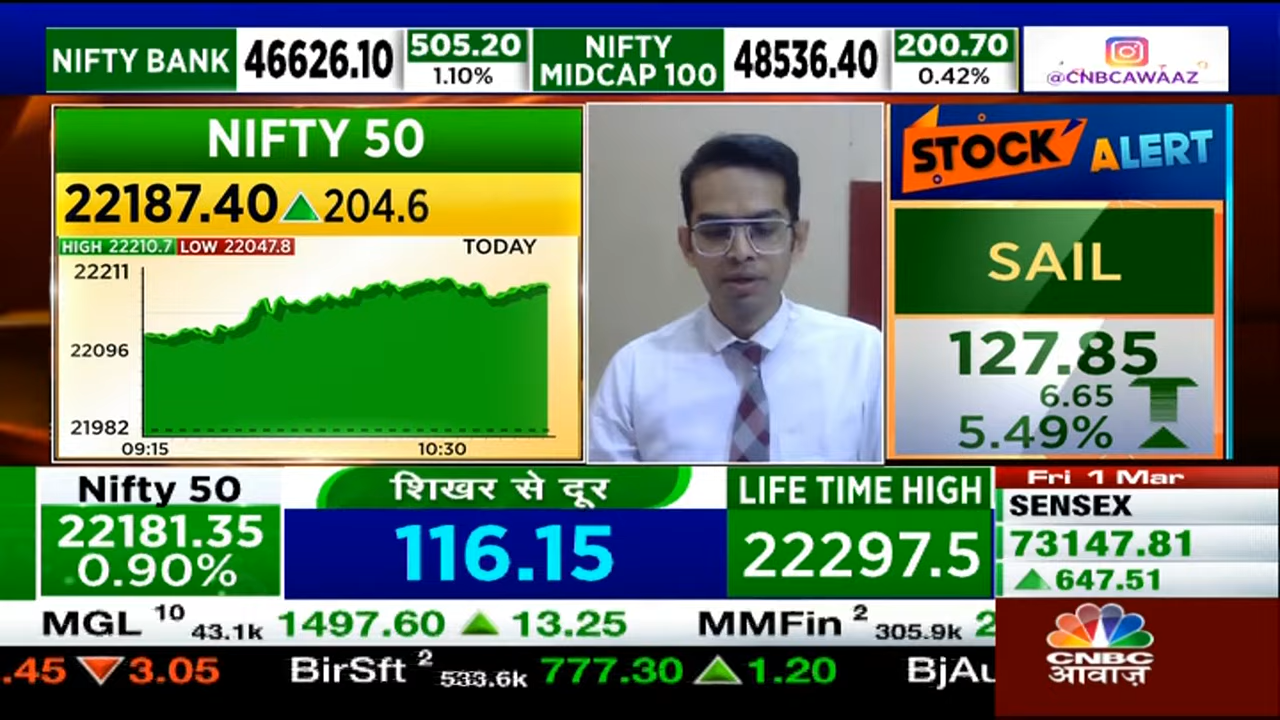 NIFTY BANK 46626.10 505.20 1.10%
NIFTY MIDCAP 100 48536.40 200.70 0.42%
@CNBCAWAAZ
NIFTY 50
22187.40 204.6
HIGH 22210.7 LOW 22047.8 TODAY
22211
22096
21982
09:15 10:30
STOCK ALERT
SAIL
127.85
6.65
5.49%
Nifty 50
22181.35
0.90%
शिखर से दूर
116.15
LIFE TIME HIGH
22297.5
Fri 1 Mar
SENSEX
73147.81
647.51
MGL 10 43.1k 1497.60 13.25 MMFin 2 305.9k 2
.45 3.05 BirSft 2 533.6k 777.30 1.20 BjAu
CNBC
आवाज़